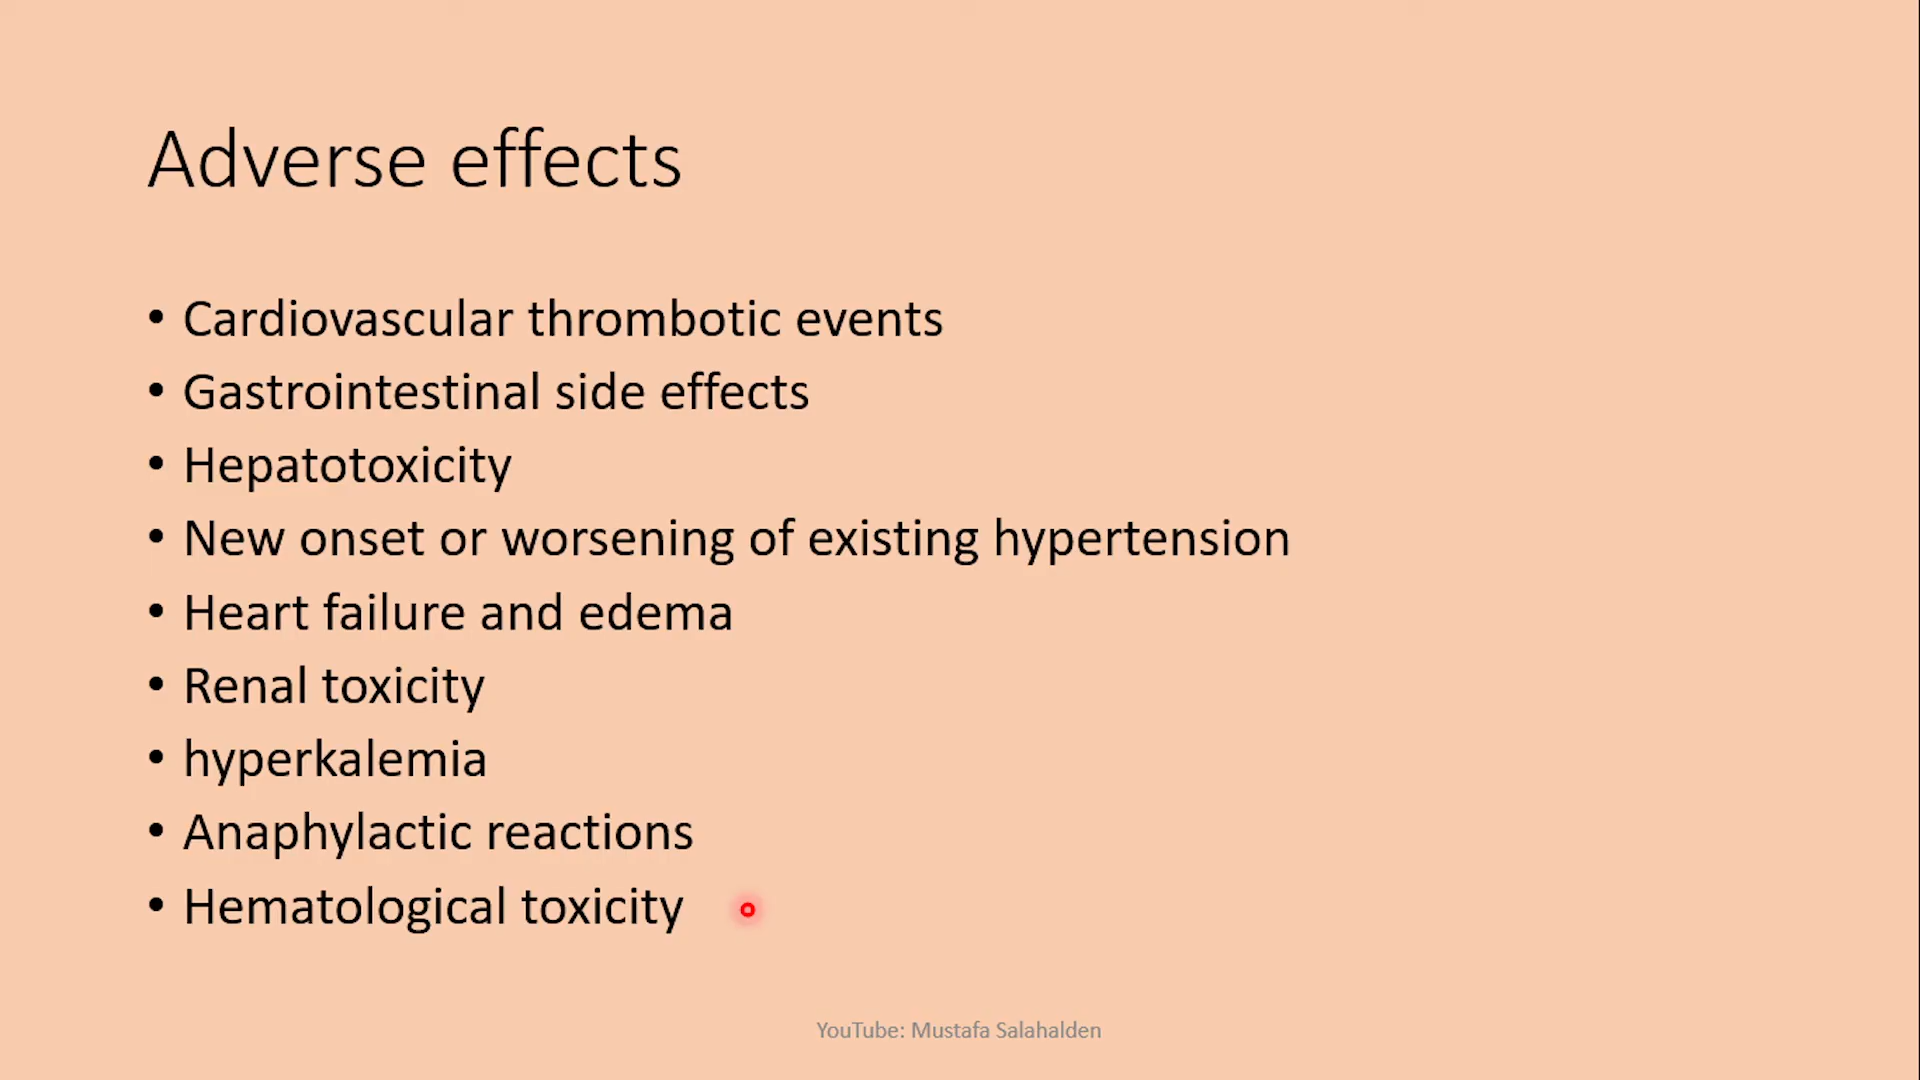 Adverse effects
• Cardiovascular thrombotic events
• Gastrointestinal side effects
• Hepatotoxicity
• New onset or worsening of existing hypertension
• Heart failure and edema
• Renal toxicity
• hyperkalemia
• Anaphylactic reactions
• Hematological toxicity
YouTube: Mustafa Salahalden